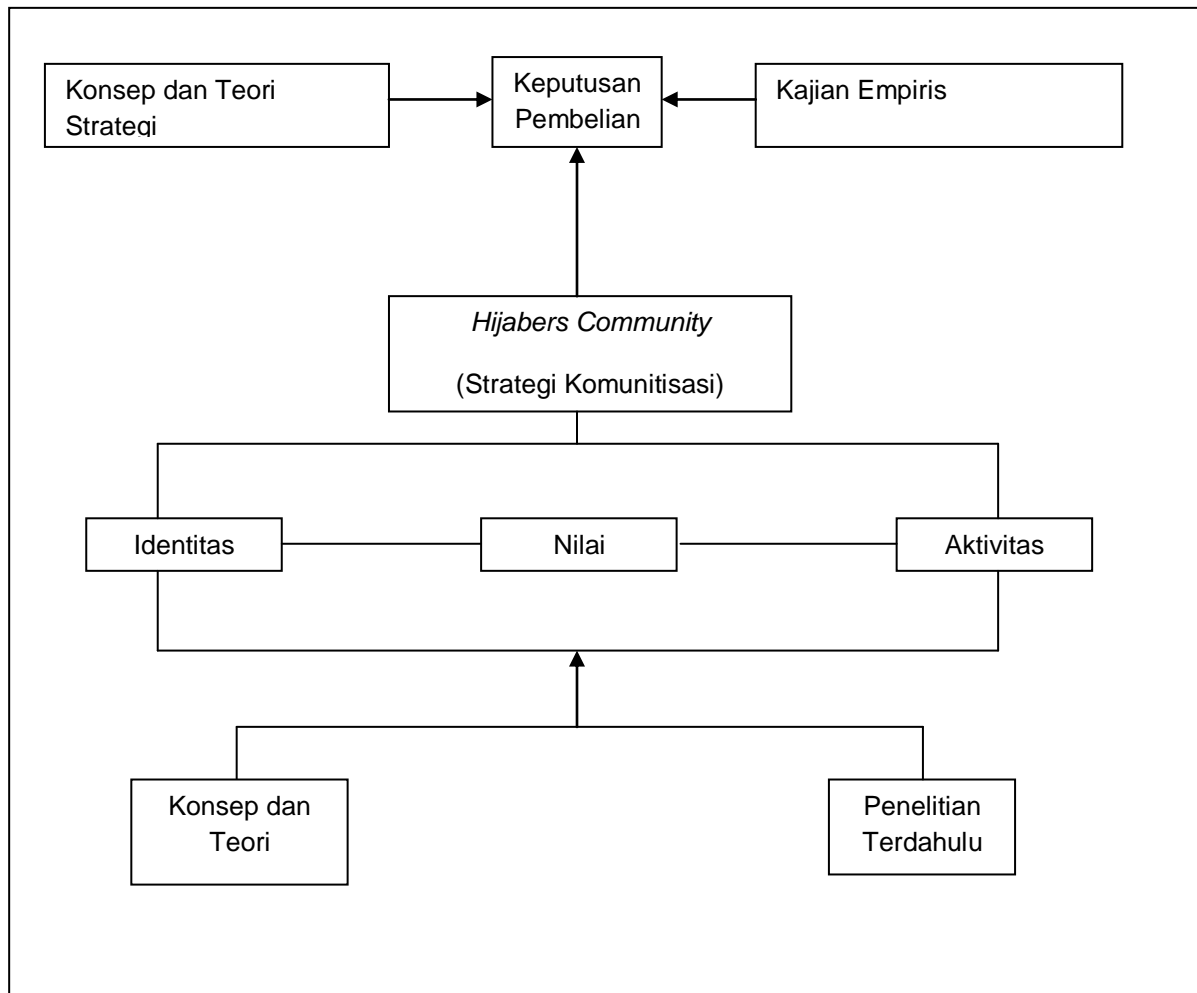 Konsep dan Teori
Strategi
Keputusan
Pembelian
Kajian Empiris
Hijabers Community
(Strategi Komunitisasi)
Identitas
Nilai
Aktivitas
Konsep dan
Teori
Penelitian
Terdahulu